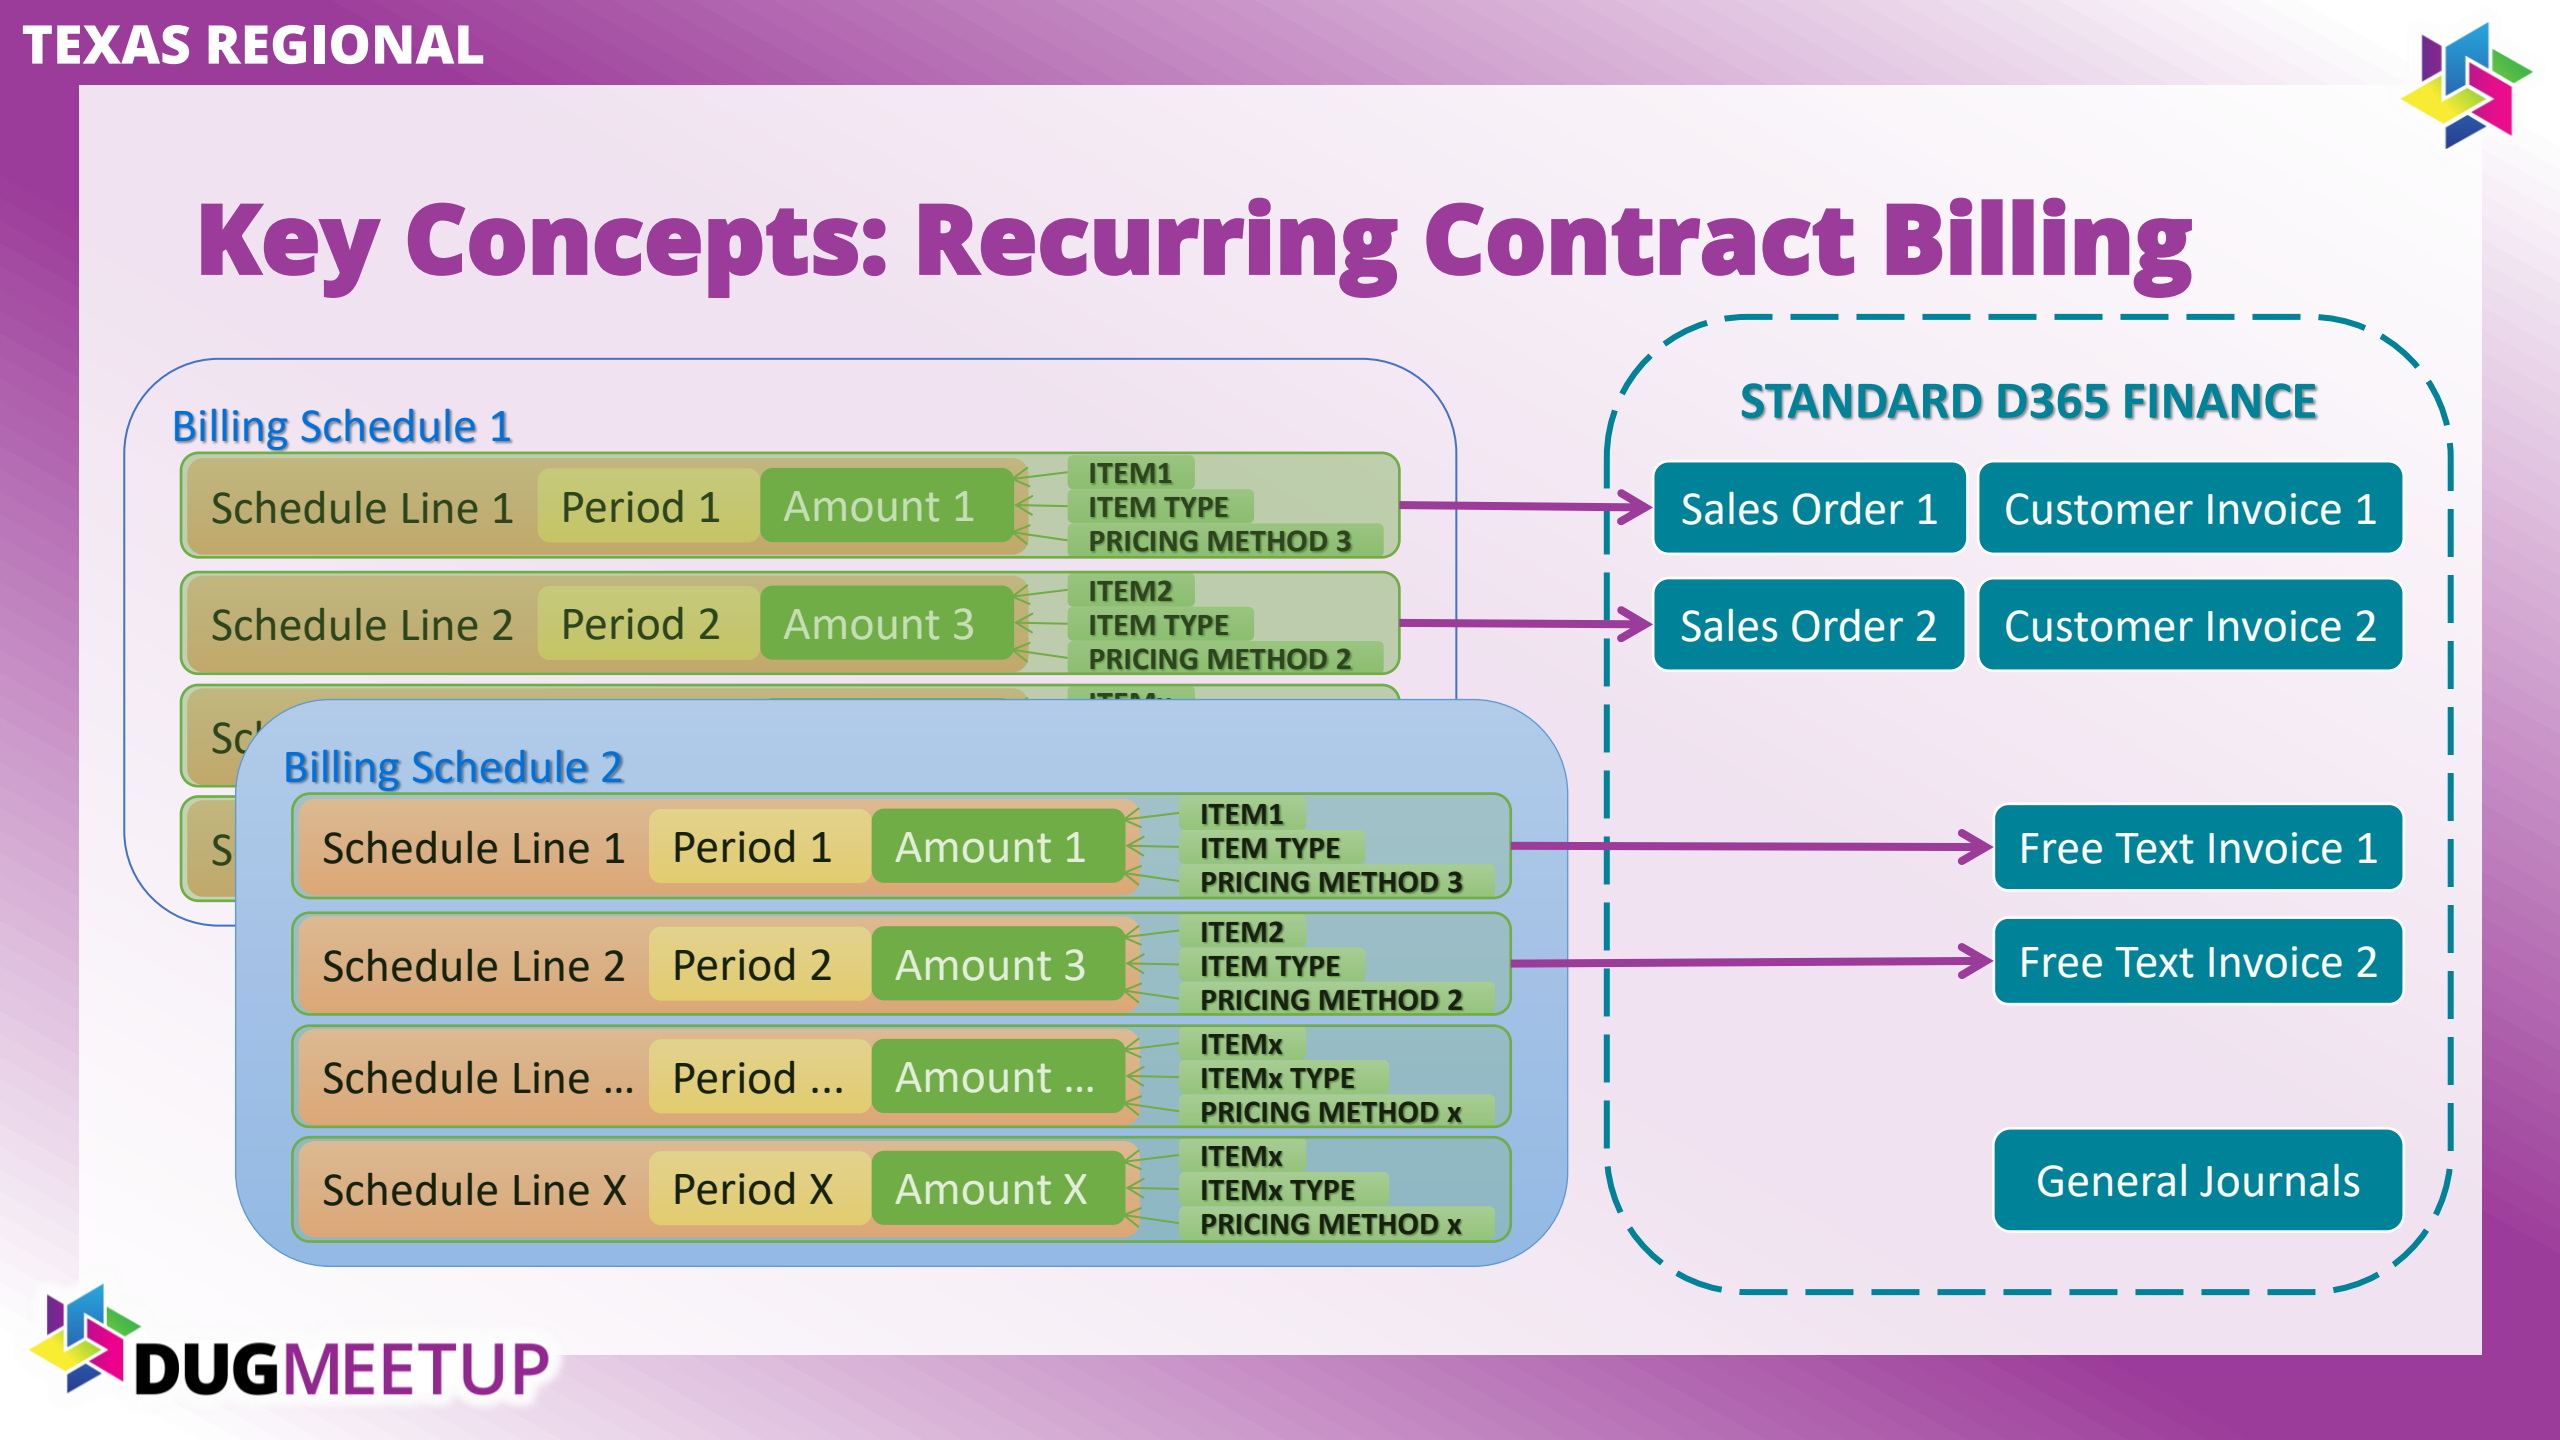 TEXAS REGIONAL
Key Concepts: Recurring Contract Billing
Billing Schedule 1
Schedule Line 1 Period 1 Amount 1
ITEM1
ITEM TYPE
PRICING METHOD 3
Schedule Line 2 Period 2 Amount 3
ITEM2
ITEM TYPE
PRICING METHOD 2
Billing Schedule 2
Schedule Line 1 Period 1 Amount 1
ITEM1
ITEM TYPE
PRICING METHOD 3
Schedule Line 2 Period 2 Amount 3
ITEM2
ITEM TYPE
PRICING METHOD 2
Schedule Line ... Period ... Amount ...
ITEMx
ITEMx TYPE
PRICING METHOD x
Schedule Line X Period X Amount X
ITEMx
ITEMx TYPE
PRICING METHOD x
STANDARD D365 FINANCE
Sales Order 1 Customer Invoice 1
Sales Order 2 Customer Invoice 2
Free Text Invoice 1
Free Text Invoice 2
General Journals
DUGMEETUP